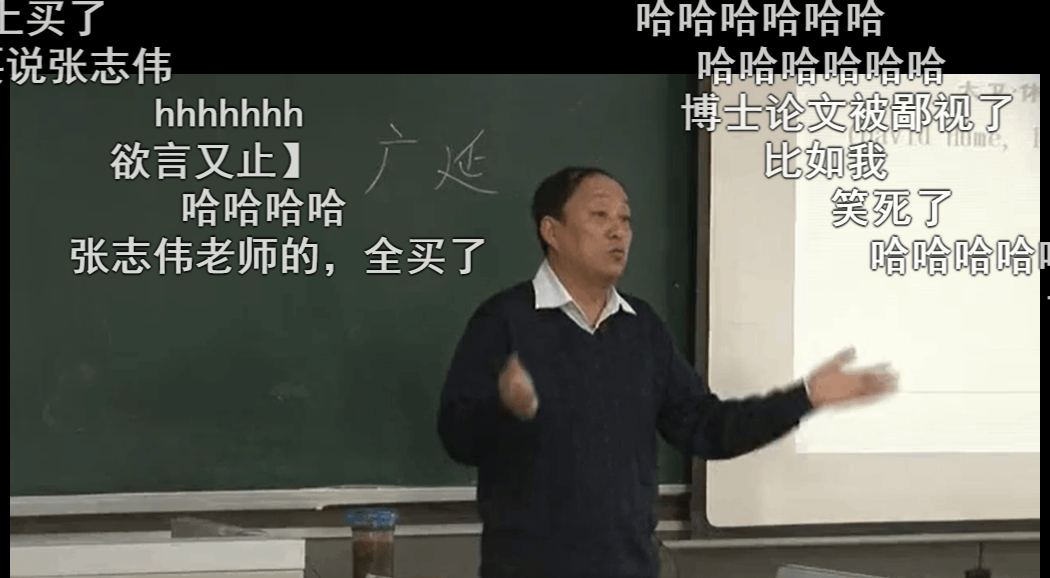 上买了
哈哈哈哈哈哈
说张志伟
哈哈哈哈哈哈
hhhhhhh
博士论文被鄙视了
欲言又止】
比如我
哈哈哈哈
笑死了
张志伟老师的，全买了
哈哈哈哈
广延
David Hume,